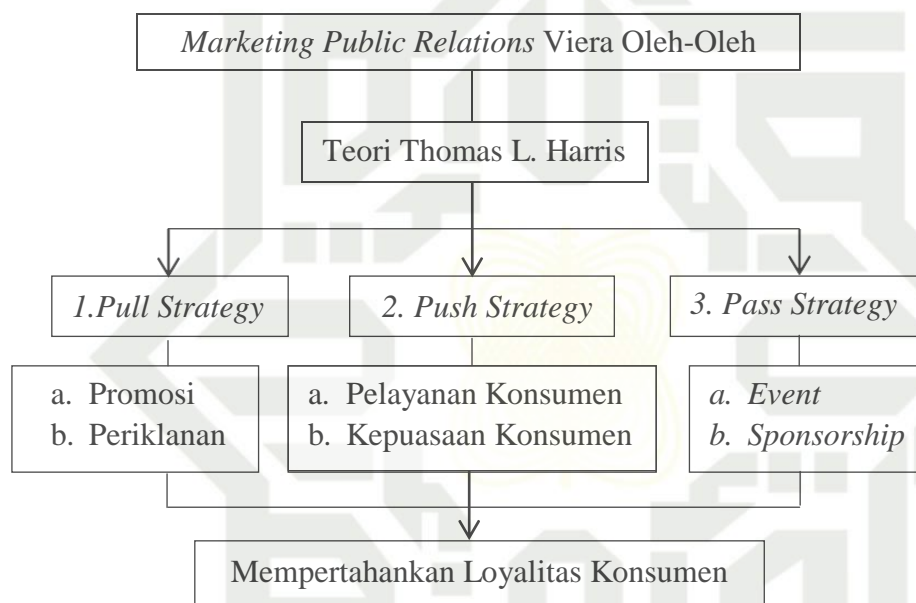 Marketing Public Relations Viera Oleh-Oleh
Teori Thomas L. Harris
1.Pull Strategy
2. Push Strategy
3. Pass Strategy
a. Promosi
b. Periklanan
a. Pelayanan Konsumen
b. Kepuasaan Konsumen
a. Event
b. Sponsorship
Mempertahankan Loyalitas Konsumen